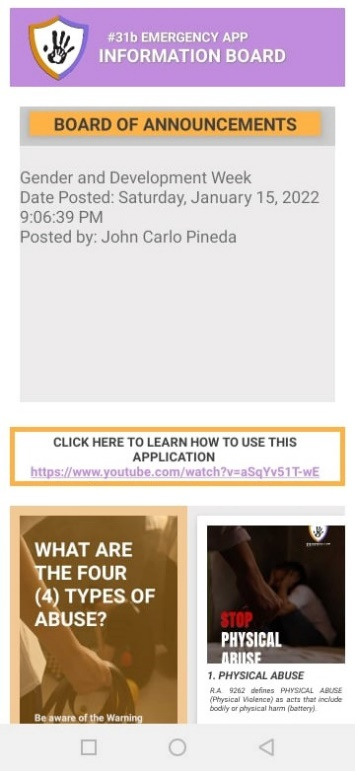 #31b EMERGENCY APP
INFORMATION BOARD
BOARD OF ANNOUNCEMENTS
Gender and Development Week
Date Posted: Saturday, January 15, 2022
9:06:39 PM
Posted by: John Carlo Pineda
CLICK HERE TO LEARN HOW TO USE THIS
APPLICATION
https://www.youtube.com/watch?v=aSqYv51T-wE
WHAT ARE
THE FOUR
(4) TYPES OF
ABUSE?
Be aware of the Warning
STOP
PHYSICAL
ABUSE
1. PHYSICAL ABUSE
R.A. 9262 defines PHYSICAL ABUSE
(Physical Violence) as acts that include
bodily or physical harm (battery).